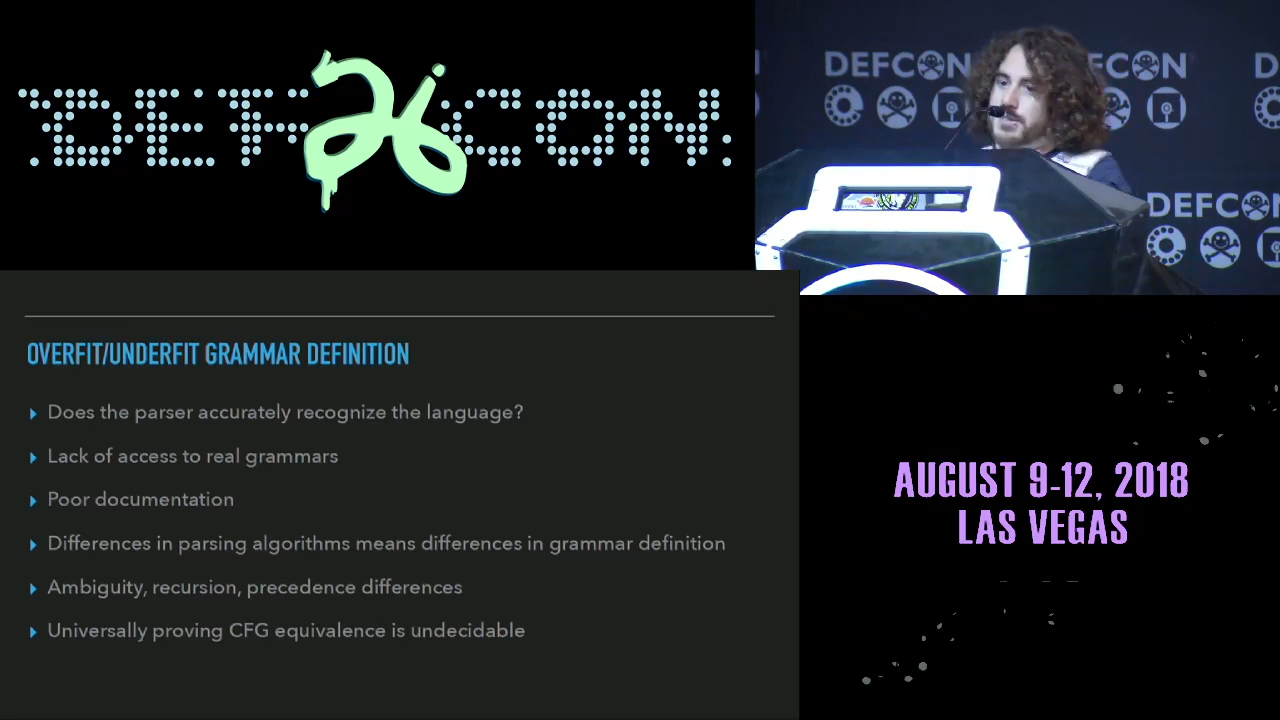 DEF 26 CON
DEFCON
DEFCON
D
DEFCON
OVERFIT/UNDERFIT GRAMMAR DEFINITION
Does the parser accurately recognize the language?
Lack of access to real grammars
Poor documentation
Differences in parsing algorithms means differences in grammar definition
Ambiguity, recursion, precedence differences
Universally proving CFG equivalence is undecidable
AUGUST 9-12, 2018
LAS VEGAS